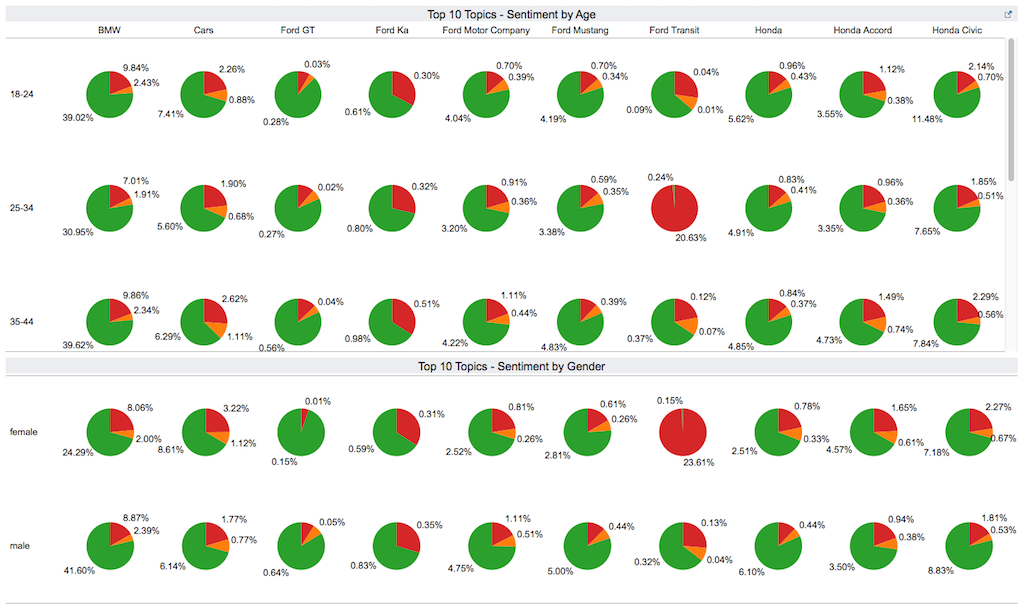 Top 10 Topics - Sentiment by Age
BMW Cars Ford GT Ford Ka Ford Motor Company Ford Mustang Ford Transit Honda Honda Accord Honda Civic
18-24
9.84% 2.43% 39.02% 2.26% 0.88% 7.41% 0.03% 0.28% 0.30% 0.61% 0.70% 0.39% 4.04% 0.70% 0.34% 4.19% 0.04% 0.01% 0.09% 0.96% 0.43% 5.62% 1.12% 0.38% 3.55% 2.14% 0.70% 11.48%
25-34
7.01% 1.91% 30.95% 1.90% 0.68% 5.60% 0.02% 0.27% 0.32% 0.80% 0.91% 0.36% 3.20% 0.59% 0.35% 3.38% 0.24% 20.63% 0.83% 0.41% 4.91% 0.96% 0.36% 3.35% 1.85% 0.51% 7.65%
35-44
9.86% 2.34% 39.62% 2.62% 1.11% 6.29% 0.04% 0.56% 0.51% 0.98% 1.11% 0.44% 4.22% 0.39% 4.83% 0.12% 0.07% 0.37% 0.84% 0.37% 4.85% 1.49% 0.74% 4.73% 2.29% 0.56% 7.84%
Top 10 Topics - Sentiment by Gender
female
8.06% 2.00% 24.29% 3.22% 1.12% 8.61% 0.01% 0.15% 0.31% 0.59% 0.81% 0.26% 2.52% 0.61% 0.26% 2.81% 0.15% 23.61% 0.78% 0.33% 2.51% 1.65% 0.61% 4.57% 2.27% 0.67% 7.18%
male
8.87% 2.39% 41.60% 1.77% 0.77% 6.14% 0.05% 0.64% 0.35% 0.83% 1.11% 0.51% 4.75% 0.44% 5.00% 0.13% 0.04% 0.32% 0.44% 6.10% 0.94% 0.38% 3.50% 1.81% 0.53% 8.83%